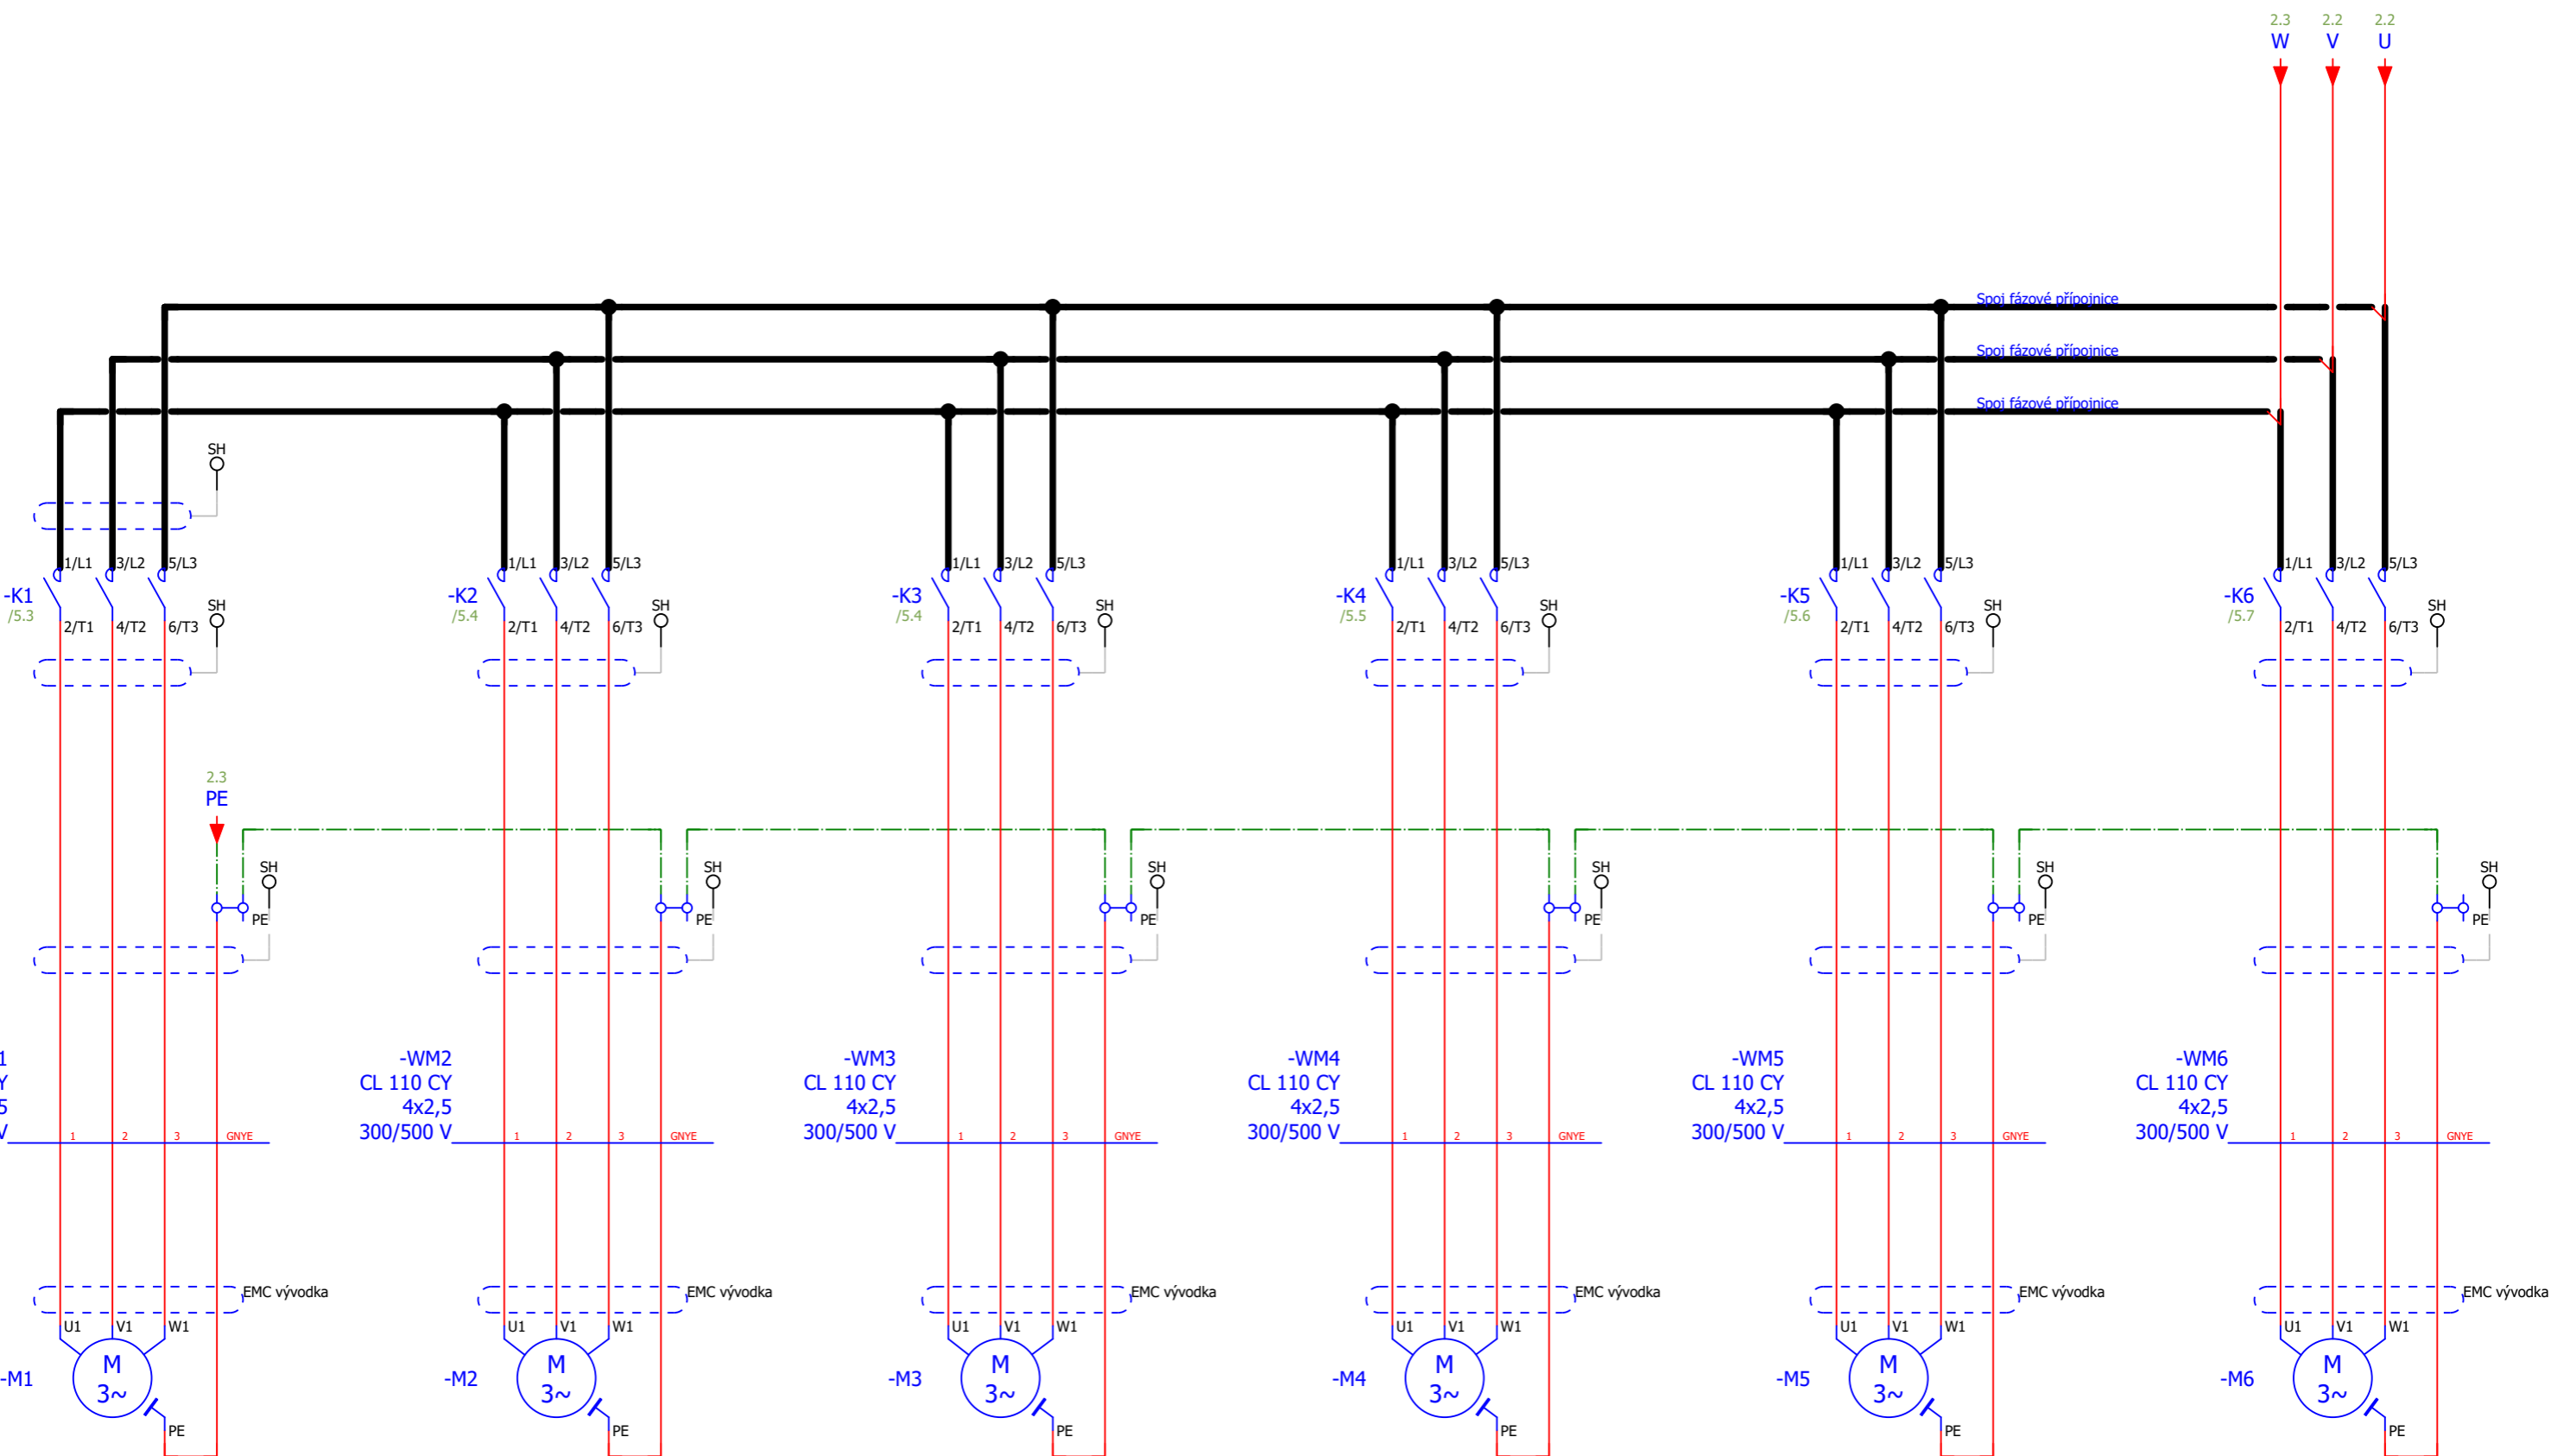 2.3 2.2 2.2
W V U
Spoj fázové přípojnice
Spoj fázové přípojnice
Spoj fázové přípojnice
SH
1/L1 3/L2 5/L3 1/L1 3/L2 5/L3 1/L1 3/L2 5/L3 1/L1 3/L2 5/L3 1/L1 3/L2 5/L3 1/L1 3/L2 5/L3
-K1 -K2 -K3 -K4 -K5 -K6
/5.3 SH /5.4 SH /5.5 SH /5.6 SH /5.7 SH
2/T1 4/T2 6/T3 2/T1 4/T2 6/T3 2/T1 4/T2 6/T3 2/T1 4/T2 6/T3 2/T1 4/T2 6/T3 2/T1 4/T2 6/T3
2.3
PE
SH SH SH SH SH SH
PE PE PE PE PE PE
1 -WM2 -WM3 -WM4 -WM5 -WM6
Y CL 110 CY CL 110 CY CL 110 CY CL 110 CY CL 110 CY
5 4x2,5 4x2,5 4x2,5 4x2,5 4x2,5
V 300/500 V 300/500 V 300/500 V 300/500 V 300/500 V
1 2 3 GNYE 1 2 3 GNYE 1 2 3 GNYE 1 2 3 GNYE 1 2 3 GNYE 1 2 3 GNYE
EMC vývodka EMC vývodka EMC vývodka EMC vývodka EMC vývodka EMC vývodka
U1 V1 W1 U1 V1 W1 U1 V1 W1 U1 V1 W1 U1 V1 W1 U1 V1 W1
M M M M M M
-M1 -M2 -M3 -M4 -M5 -M6
3~ 3~ 3~ 3~ 3~ 3~
PE PE PE PE PE PE